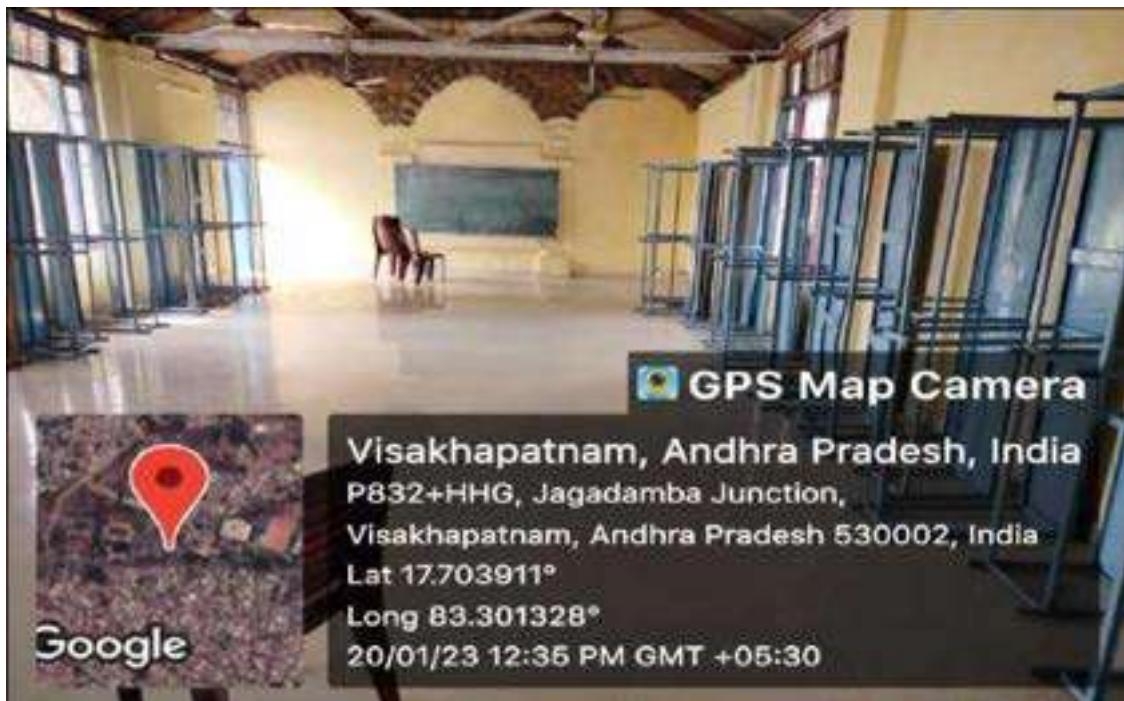 GPS Map Camera
Visakhapatnam, Andhra Pradesh, India
P832+HHG, Jagadamba Junction,
Visakhapatnam, Andhra Pradesh 530002, India
Lat 17.703911°
Long 83.301328°
20/01/23 12:35 PM GMT +05:30
Google